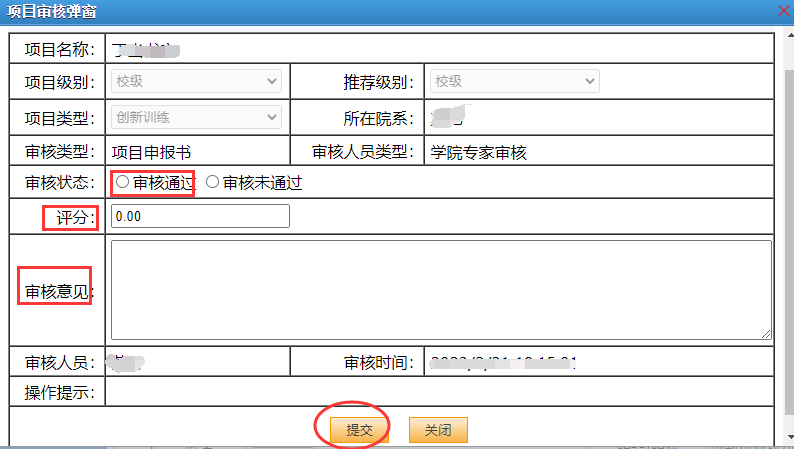 项目审核弹窗
项目名称：
项目级别： 校级 推荐级别： 校级
项目类型： 创新训练 所在院系：
审核类型： 项目申报书 审核人员类型： 学院专家审核
审核状态： 审核通过 审核未通过
评分： 0.00
审核意见：
审核人员： 审核时间：
操作提示：
提交 关闭